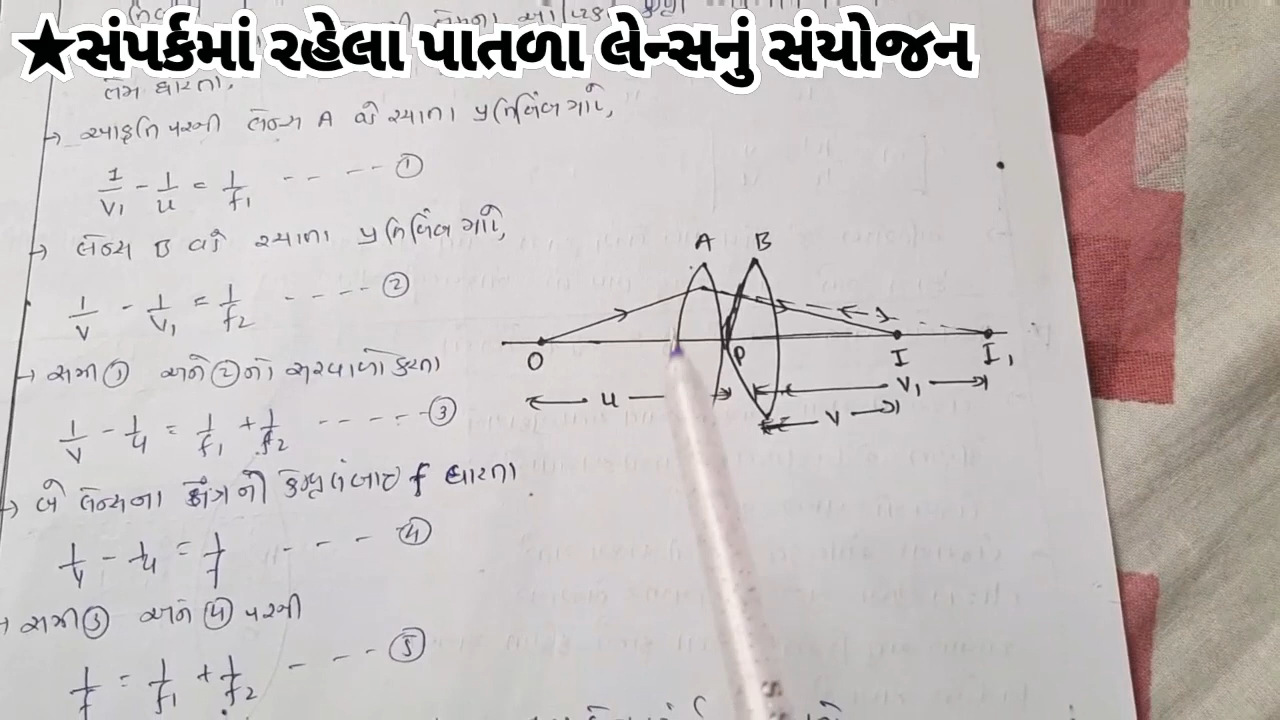 ★સંપર્કમાં રહેલા પાતળા લેન્સનું સંયોજન
ધારતા,
→ આકૃતિ પરથી લેન્સ A વડે રચાતા પ્રતિબિંબ માટે,
1/V₁ - 1/u = 1/f₁ - - - - - ①
→ લેન્સ B વડે રચાતા પ્રતિબિંબ માટે,
1/V - 1/V₁ = 1/f₂ - - - - - ②
→ સમી ① અને ② નો સરવાળો કરતા
1/V - 1/u = 1/f₁ + 1/f₂ - - - - - - ③
→ બે લેન્સના તંત્રની કેન્દ્રલંબાઈ f ધારતા
1/V - 1/u = 1/f - - - ④
→ સમી ③ અને ④ પરથી
1/f = 1/f₁ + 1/f₂ - - - - ⑤
A B
O P I I₁
u V₁
V